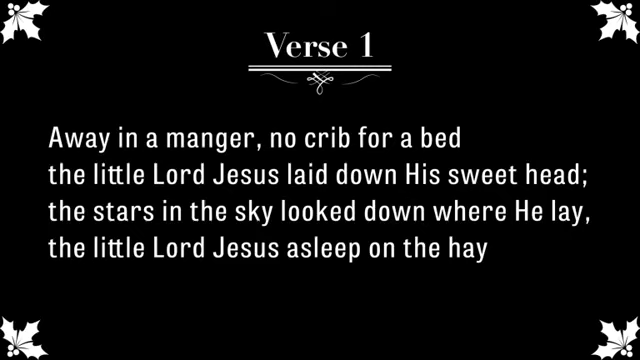 Verse 1
Away in a manger, no crib for a bed
the little Lord Jesus laid down His sweet head;
the stars in the sky looked down where He lay,
the little Lord Jesus asleep on the hay